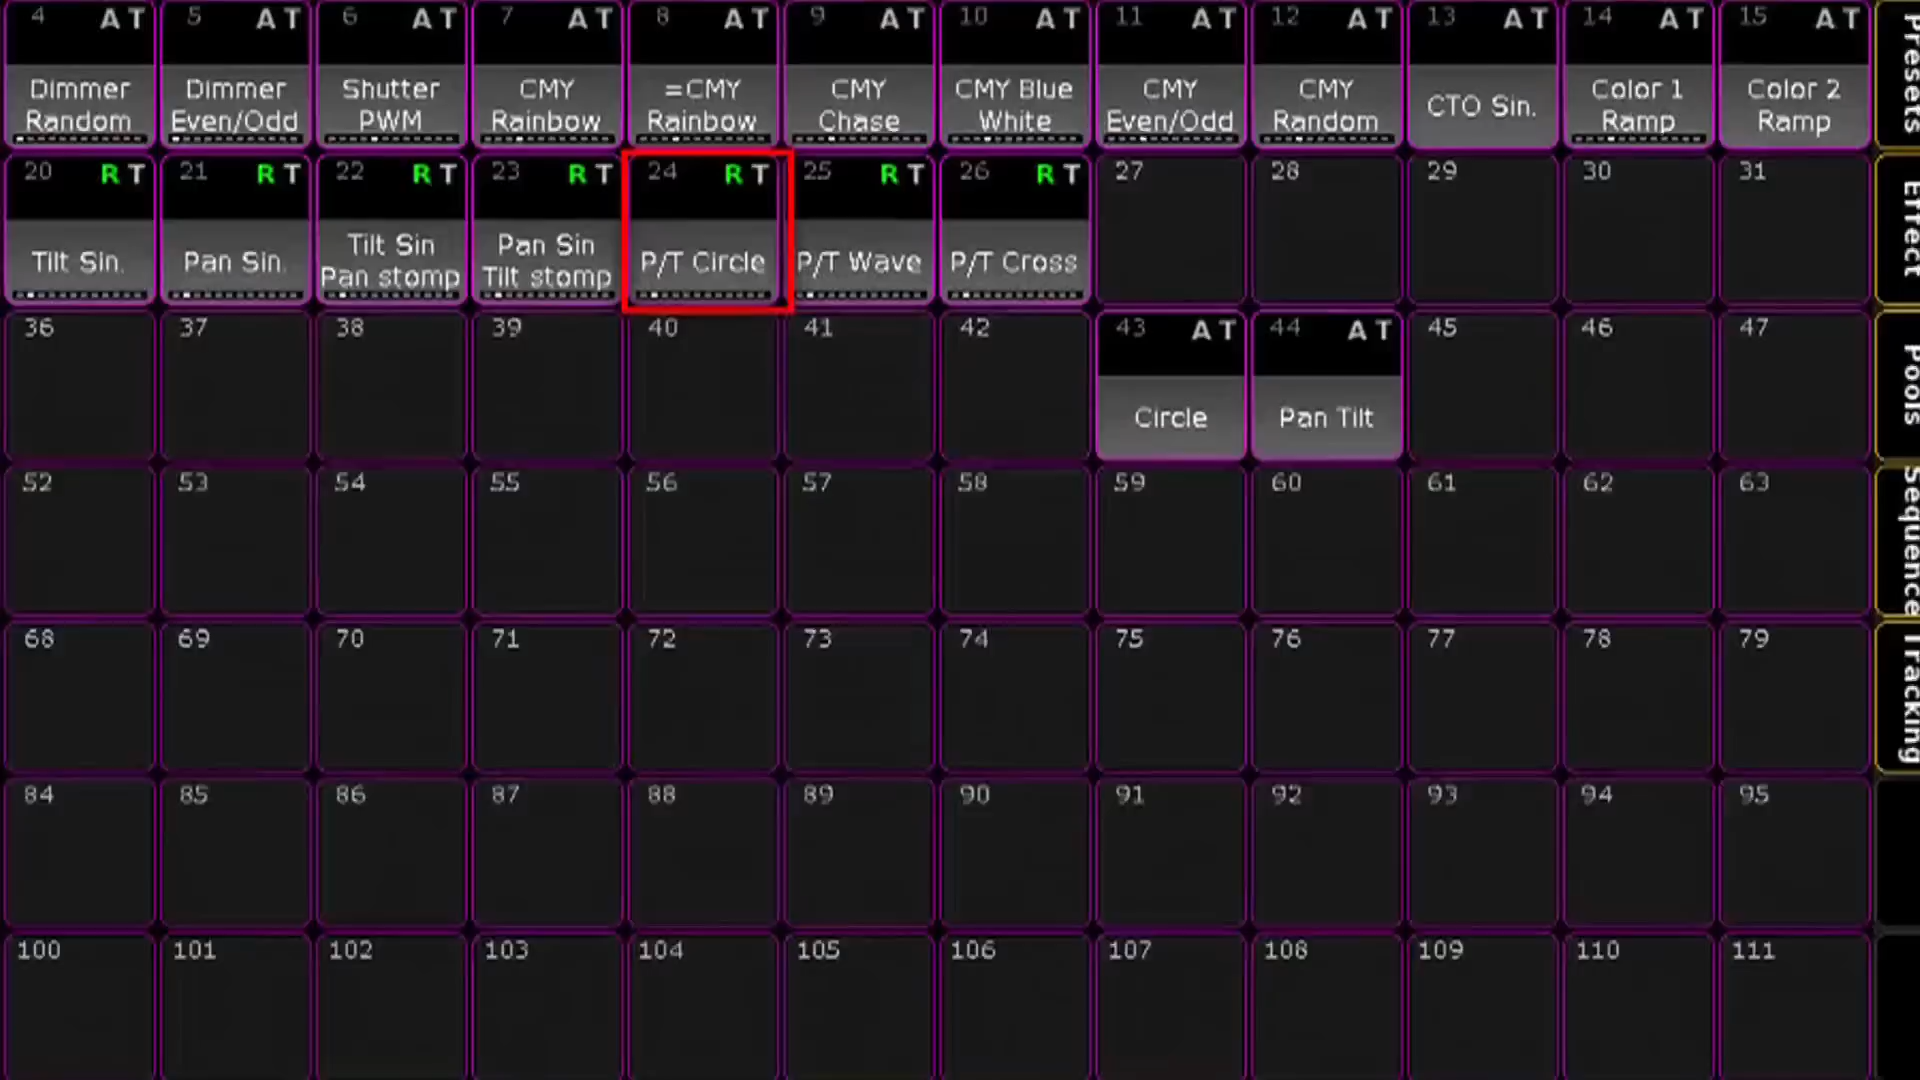 4 A T
5 A T
6 A T
7 A T
8 A T
9 A T
10 A T
11 A T
12 A T
13 A T
14 A T
15 A T
Dimmer
Random
Dimmer
Even/Odd
Shutter
PWM
CMY
Rainbow
=CMY
Rainbow
CMY
Chase
CMY Blue
White
CMY
Even/Odd
CMY
Random
CTO Sin.
Color 1
Ramp
Color 2
Ramp
Presets
20 R T
21 R T
22 R T
23 R T
24 R T
25 R T
26 R T
27
28
29
30
31
Tilt Sin.
Pan Sin.
Tilt Sin
Pan stomp
Pan Sin
Tilt stomp
P/T Circle
P/T Wave
P/T Cross
Effect
36
37
38
39
40
41
42
43 A T
44 A T
45
46
47
Circle
Pan Tilt
Pools
52
53
54
55
56
57
58
59
60
61
62
63
Sequence
68
69
70
71
72
73
74
75
76
77
78
79
Tracking
84
85
86
87
88
89
90
91
92
93
94
95
100
101
102
103
104
105
106
107
108
109
110
111